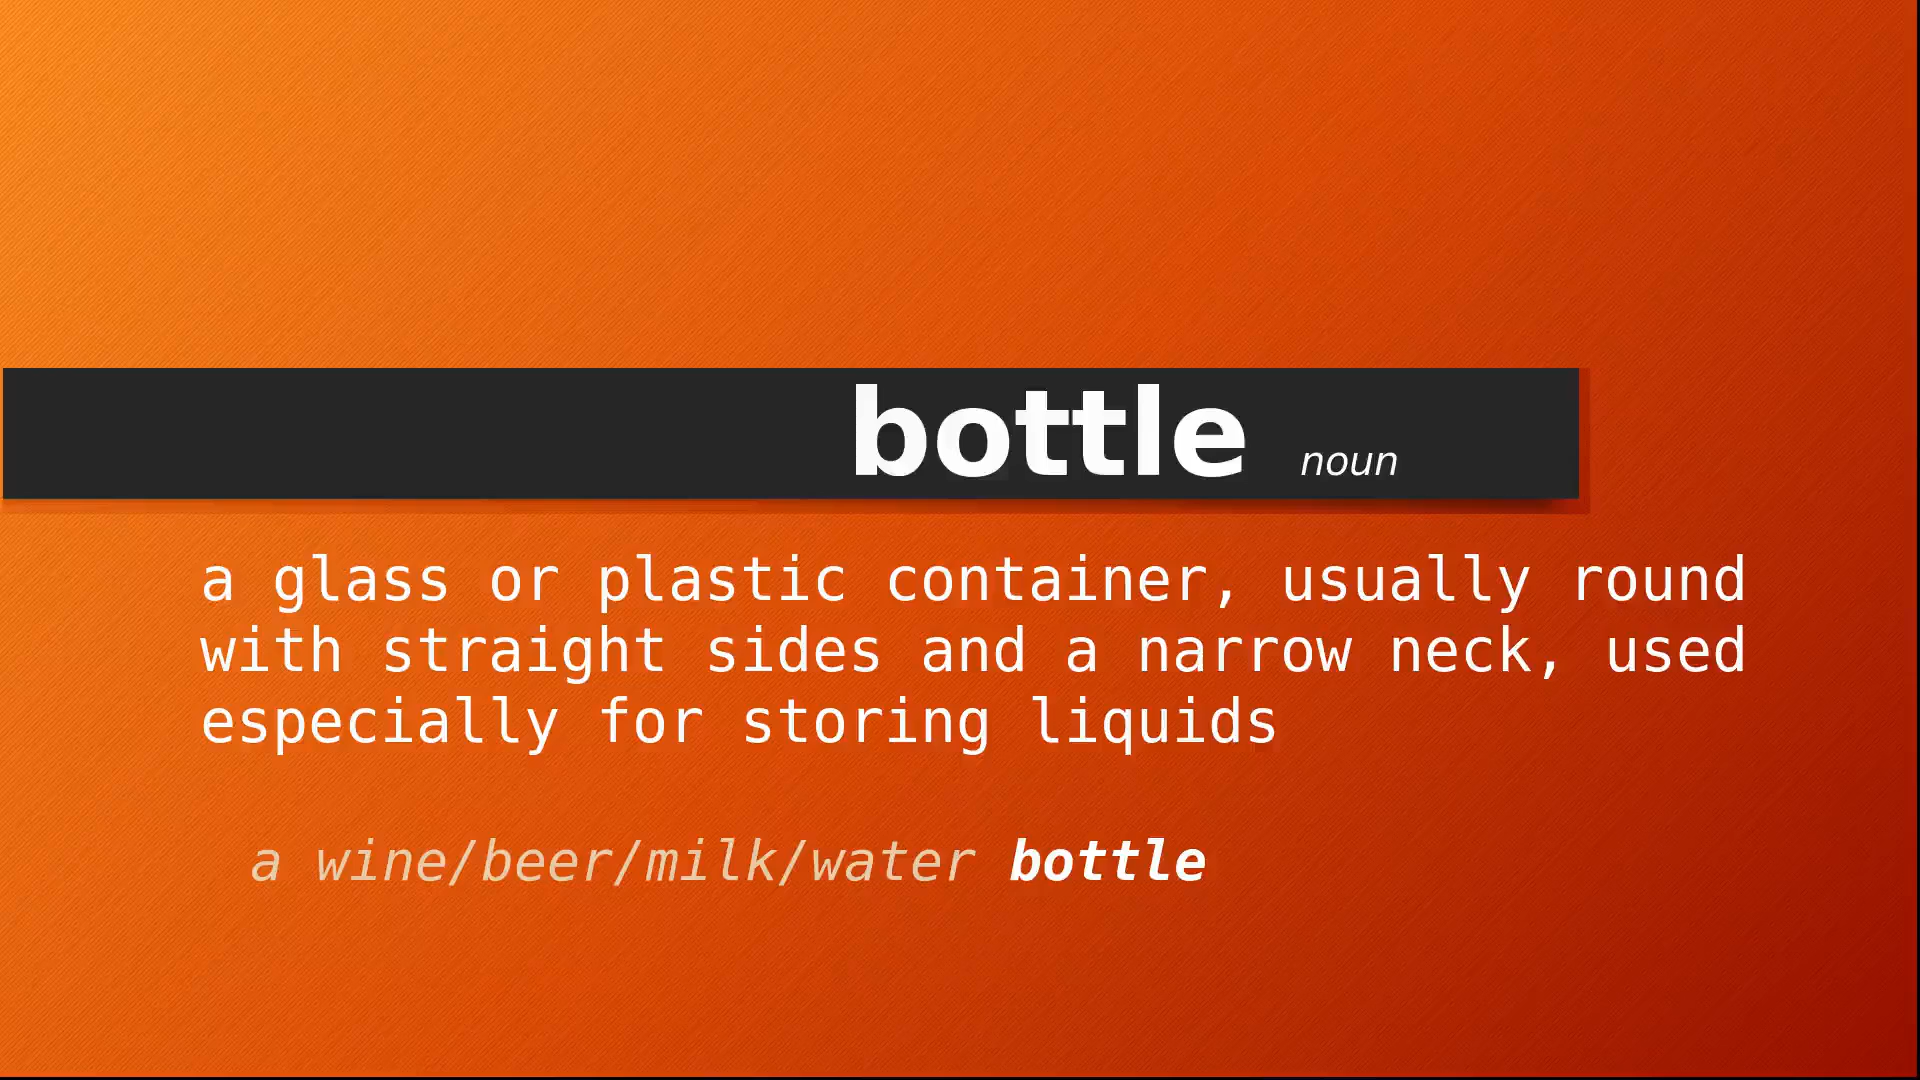 bottle noun
a glass or plastic container, usually round
with straight sides and a narrow neck, used
especially for storing liquids
a wine/beer/milk/water bottle